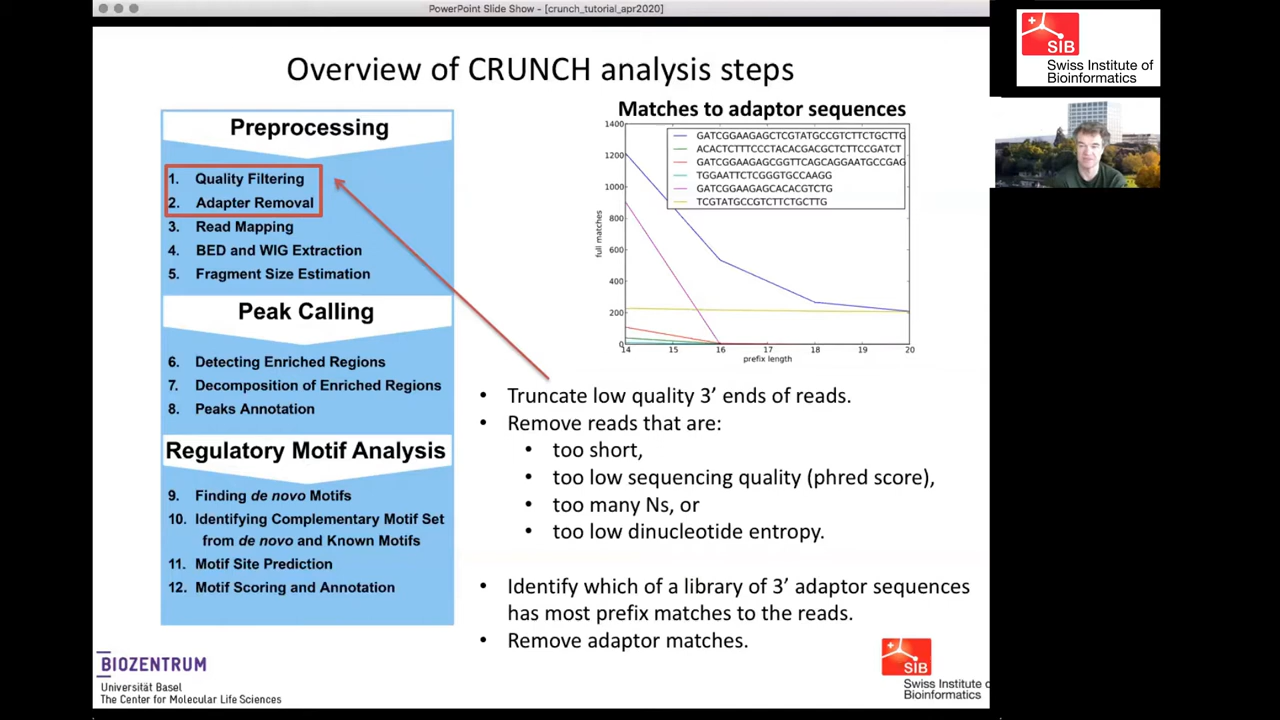 PowerPoint Slide Show - [crunch_tutorial_apr2020]
SIB
Swiss Institute of
Bioinformatics
Overview of CRUNCH analysis steps
Preprocessing
1. Quality Filtering
2. Adapter Removal
3. Read Mapping
4. BED and WIG Extraction
5. Fragment Size Estimation
Peak Calling
6. Detecting Enriched Regions
7. Decomposition of Enriched Regions
8. Peaks Annotation
Regulatory Motif Analysis
9. Finding de novo Motifs
10. Identifying Complementary Motif Set
from de novo and Known Motifs
11. Motif Site Prediction
12. Motif Scoring and Annotation
Matches to adaptor sequences
1400
1200
1000
800
600
400
200
0
full matches
GATCGGAAGAGCTCGTATGCCGTCTTCTGCTTG
ACACTCTTTCCCTACACGACGCTCTTCCGATCT
GATCGGAAGAGCGGTTCAGCAGGAATGCCGAG
TGGAATTCTCGGGTGCCAAGG
GATCGGAAGAGCACACGTCTG
TCGTATGCCGTCTTCTGCTTG
14 15 16 17 18 19 20
prefix length
• Truncate low quality 3’ ends of reads.
• Remove reads that are:
• too short,
• too low sequencing quality (phred score),
• too many Ns, or
• too low dinucleotide entropy.
• Identify which of a library of 3’ adaptor sequences
has most prefix matches to the reads.
• Remove adaptor matches.
BIOZENTRUM
Universität Basel
The Center for Molecular Life Sciences
SIB
Swiss Institute of
Bioinformatics